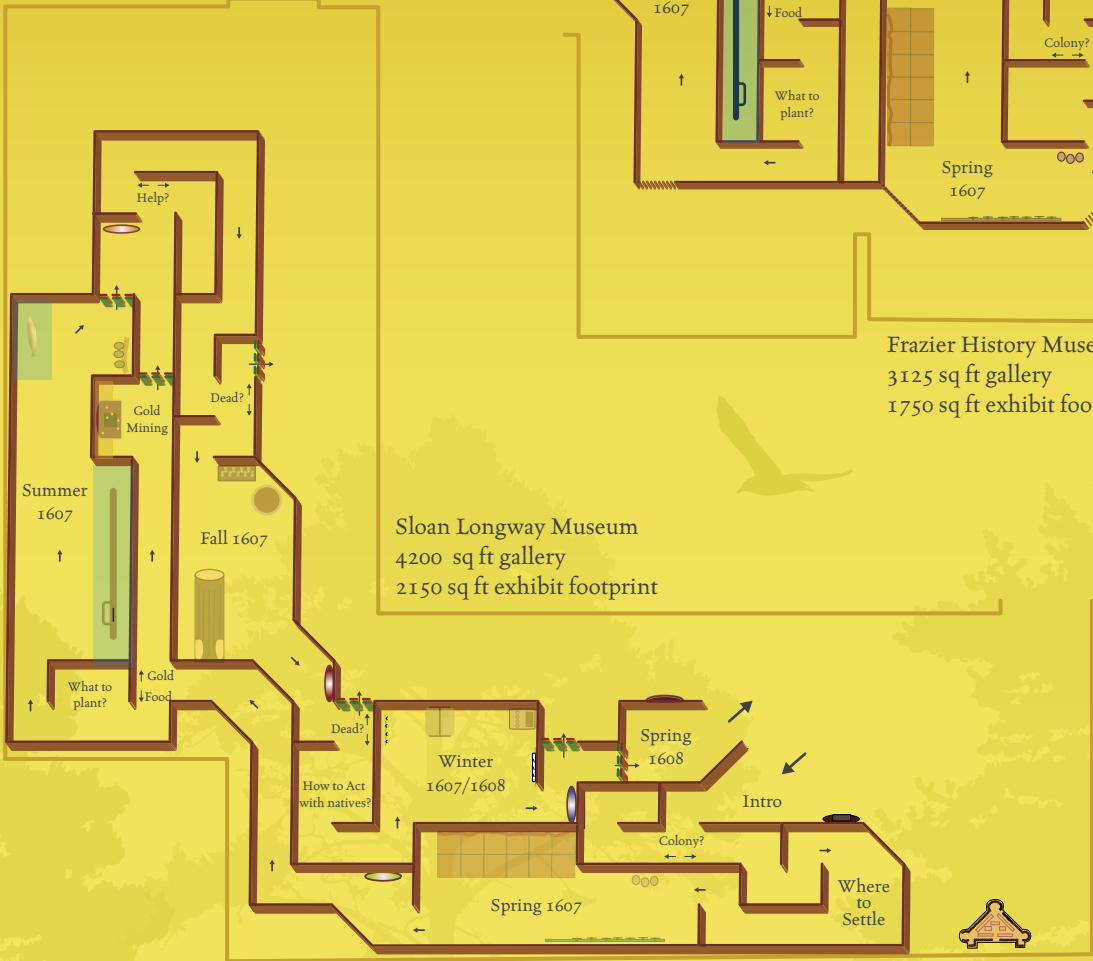 1607
Food
What to
plant?
Colony?
Spring
1607
Help?
Frazier History Muse
3125 sq ft gallery
1750 sq ft exhibit foo
Dead?
Gold
Mining
Summer
1607
Fall 1607
Sloan Longway Museum
4200 sq ft gallery
2150 sq ft exhibit footprint
What to
plant?
Gold
Food
Dead?
Winter
1607/1608
Spring
1608
How to Act
with natives?
Intro
Colony?
Where
to
Settle
Spring 1607